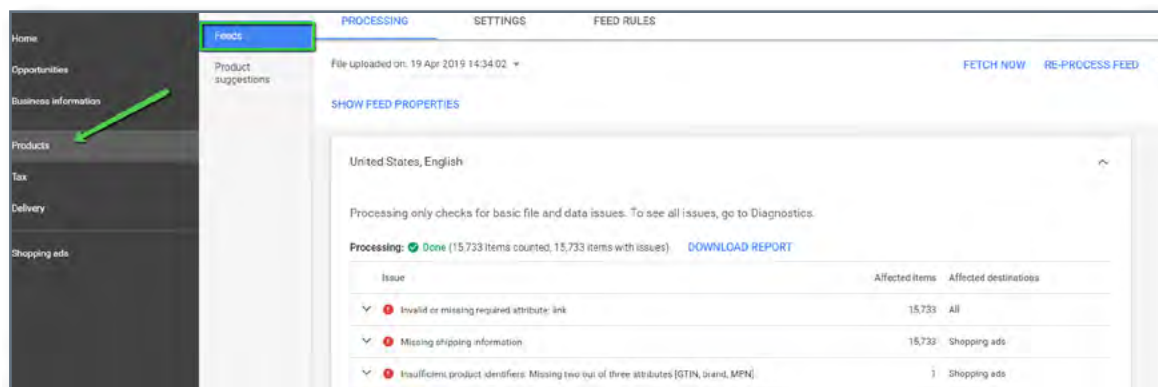 PROCESSING SETTINGS FEED RULES
Home
Feeds
Opportunities
Product suggestions
File uploaded on: 19 Apr 2019 14:34:02
FETCH NOW RE-PROCESS FEED
Business information
SHOW FEED PROPERTIES
Products
United States, English
Tax
Delivery
Processing only checks for basic file and data issues. To see all issues, go to Diagnostics.
Shopping ads
Processing: Done (15,733 items counted, 15,733 items with issues) DOWNLOAD REPORT
Issue Affected items Affected destinations
Invalid or missing required attribute: link 15,733 All
Missing shipping information 15,733 Shopping ads
Insufficient product identifiers: Missing two out of three attributes [GTIN, brand, MPN] 1 Shopping ads